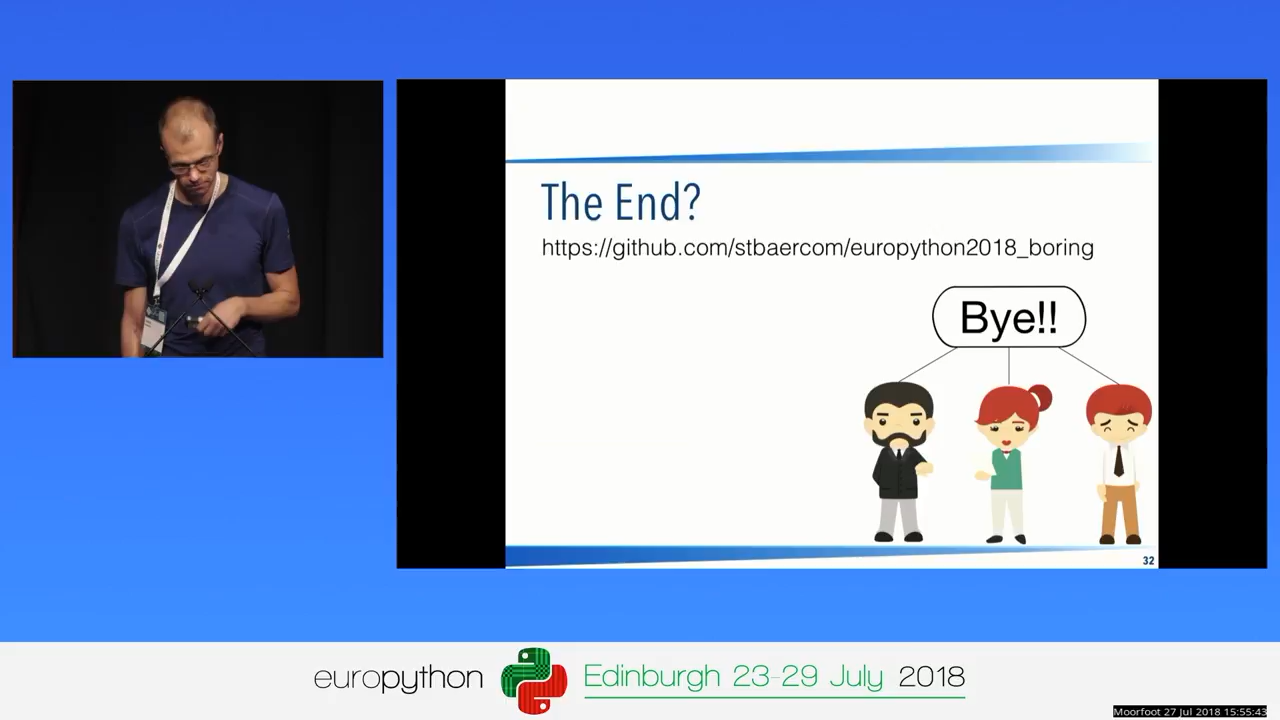 The End?
https://github.com/stbaercom/europython2018_boring
Bye!!
32
europython
Edinburgh 23-29 July 2018
Moorfoot 27 Jul 2018 15:55:43